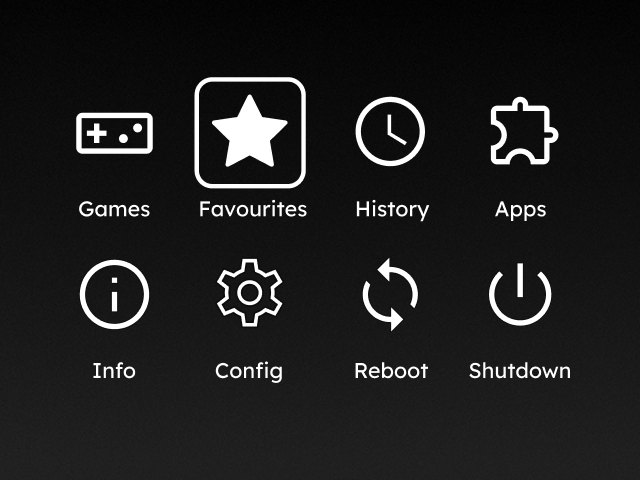 Games
Favourites
History
Apps
Info
Config
Reboot
Shutdown